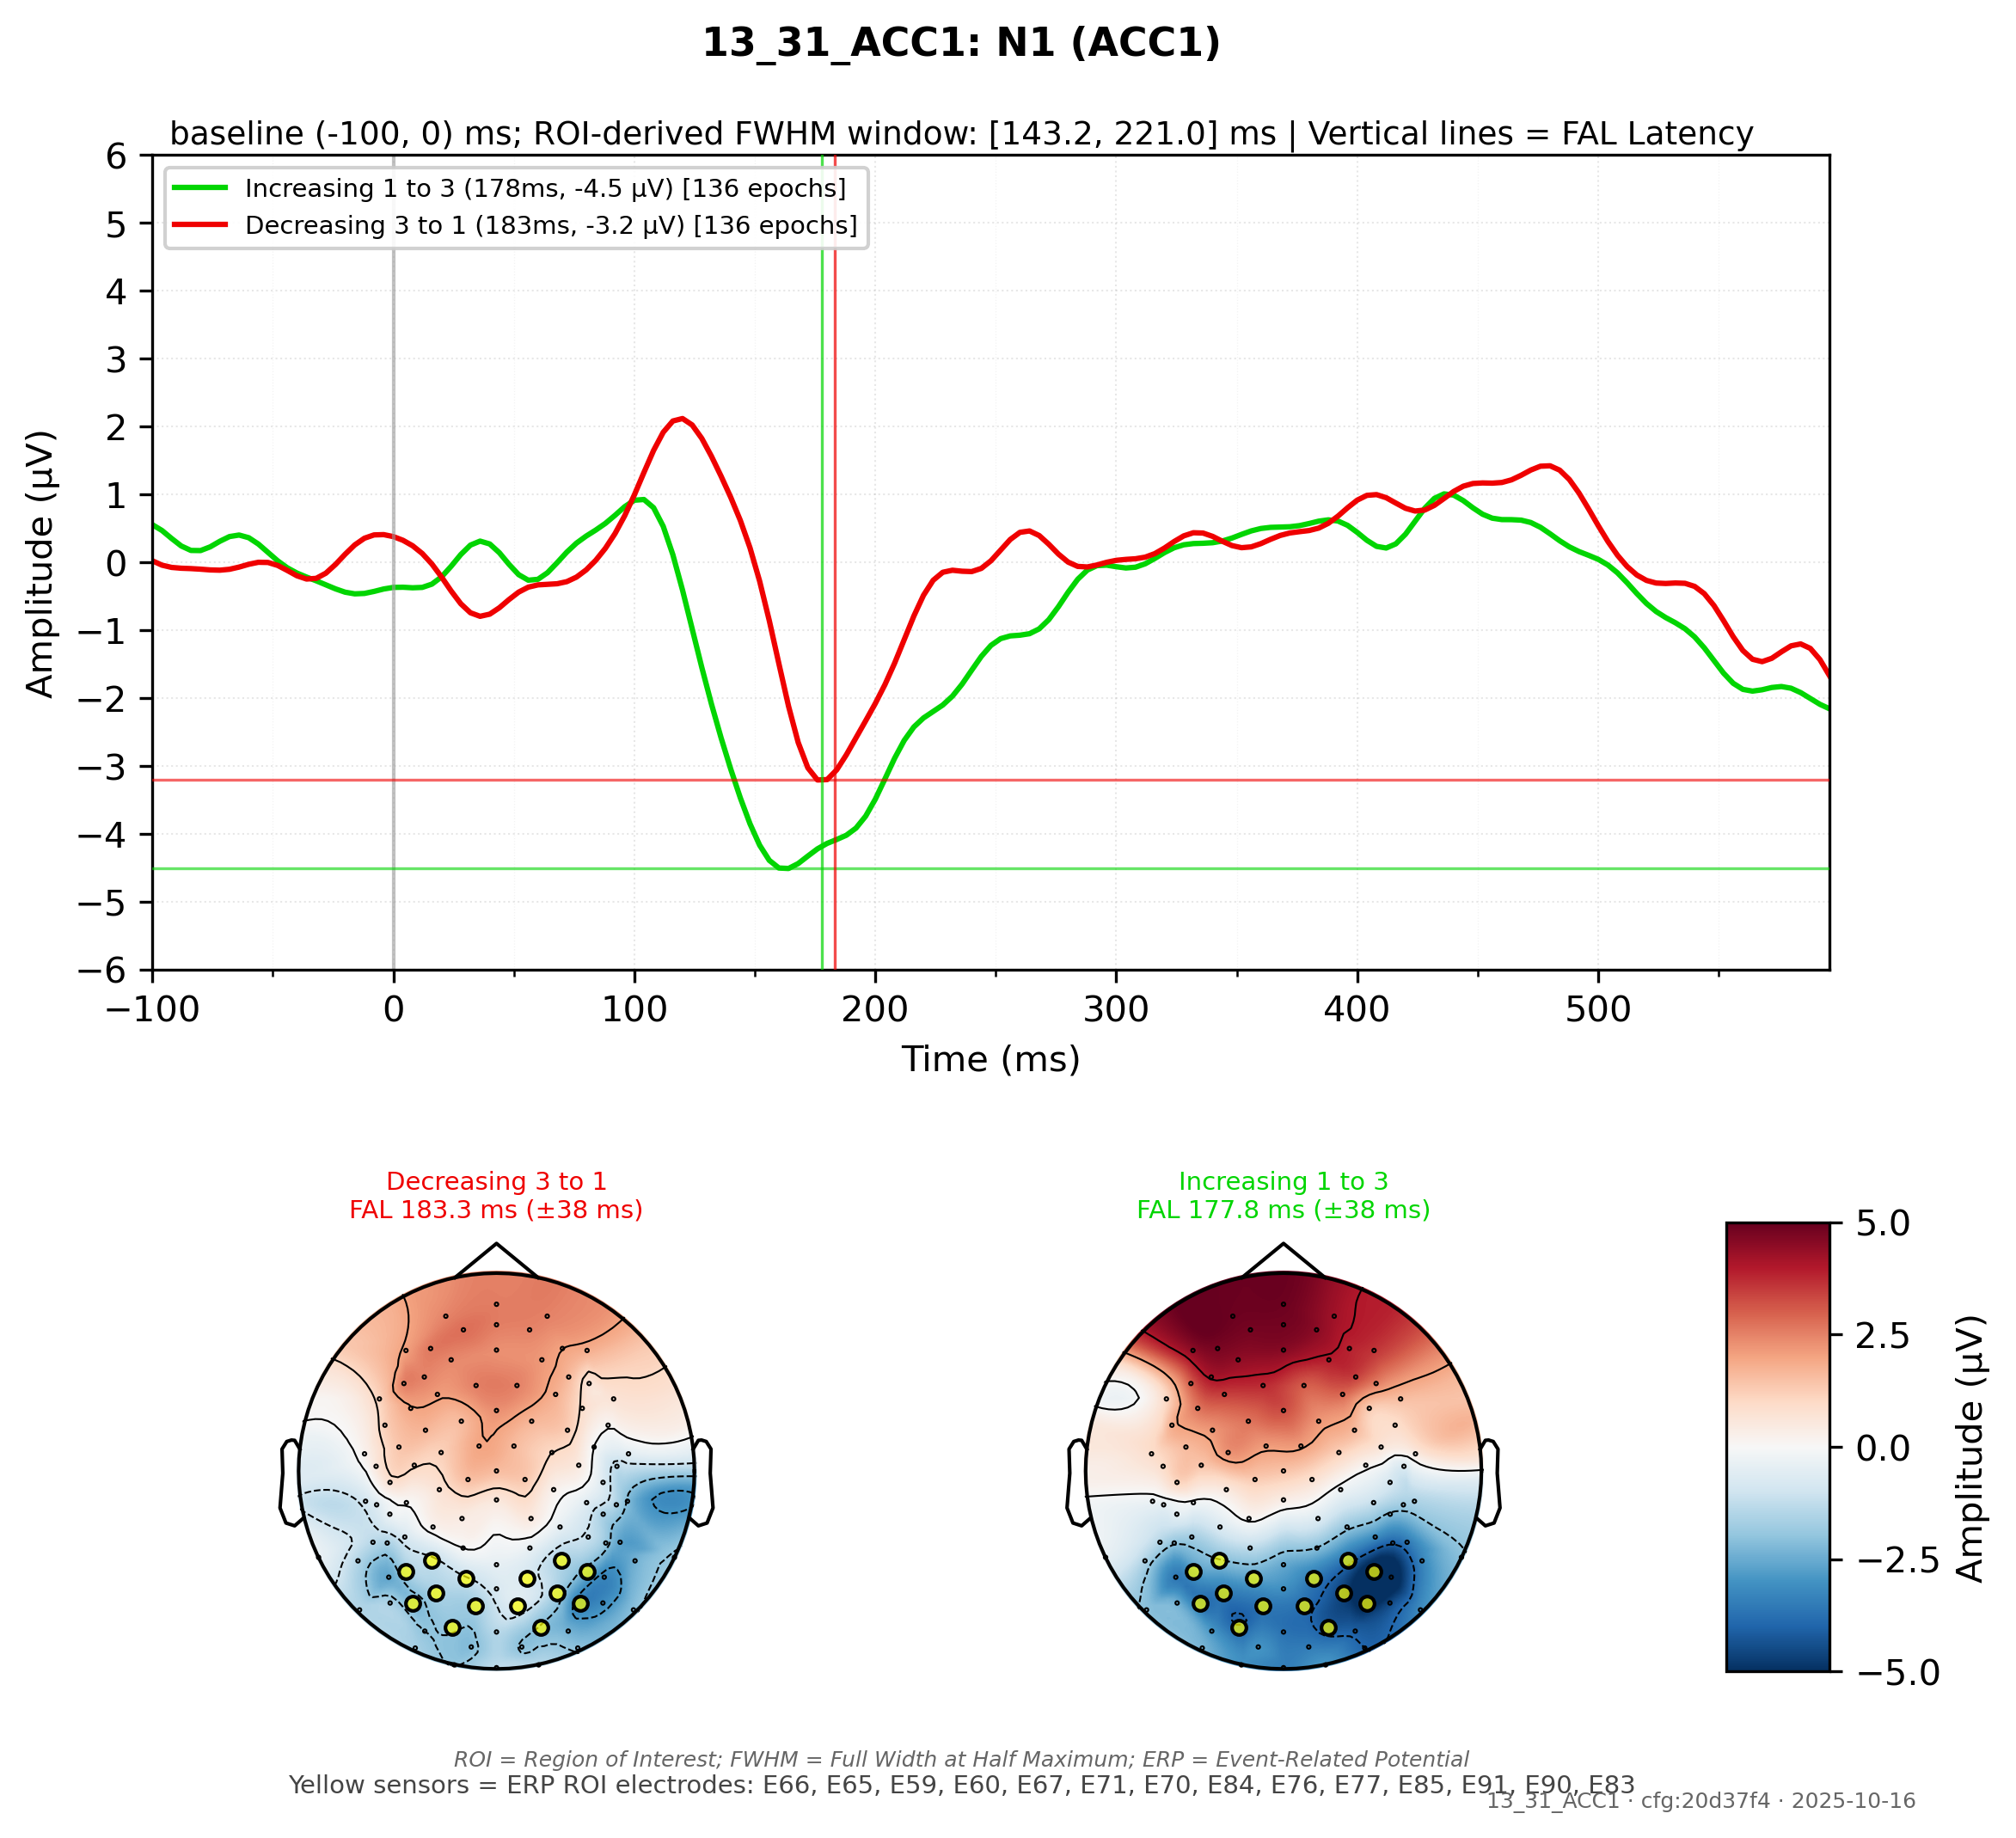 13_31_ACC1: N1 (ACC1)
baseline (-100, 0) ms; ROI-derived FWHM window: [143.2, 221.0] ms | Vertical lines = FAL Latency
Increasing 1 to 3 (178ms, -4.5 µV) [136 epochs]
Decreasing 3 to 1 (183ms, -3.2 µV) [136 epochs]
6
5
4
3
2
1
0
−1
−2
−3
−4
−5
−6
Amplitude (µV)
−100 0 100 200 300 400 500
Time (ms)
Decreasing 3 to 1
FAL 183.3 ms (±38 ms)
Increasing 1 to 3
FAL 177.8 ms (±38 ms)
5.0
2.5
0.0
−2.5
−5.0
Amplitude (µV)
ROI = Region of Interest; FWHM = Full Width at Half Maximum; ERP = Event-Related Potential
Yellow sensors = ERP ROI electrodes: E66, E65, E59, E60, E67, E71, E70, E84, E76, E77, E85, E91, E90, E83
13_31_ACC1 · cfg:20d37f4 · 2025-10-16